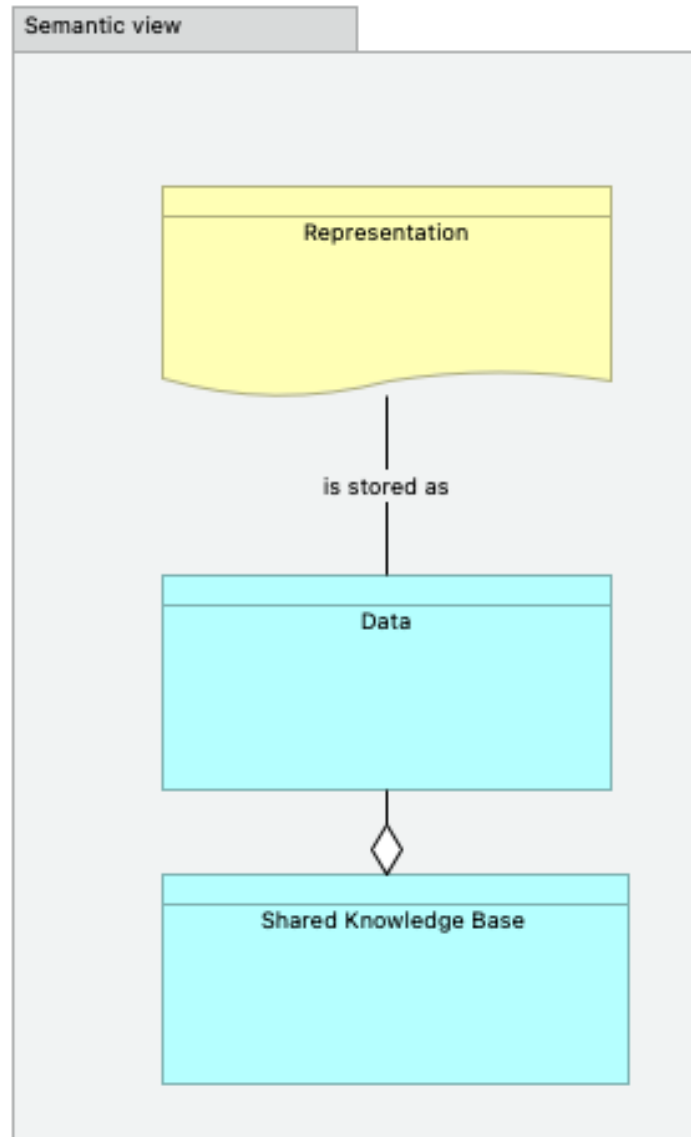 Semantic view
Representation
is stored as
Data
Shared Knowledge Base